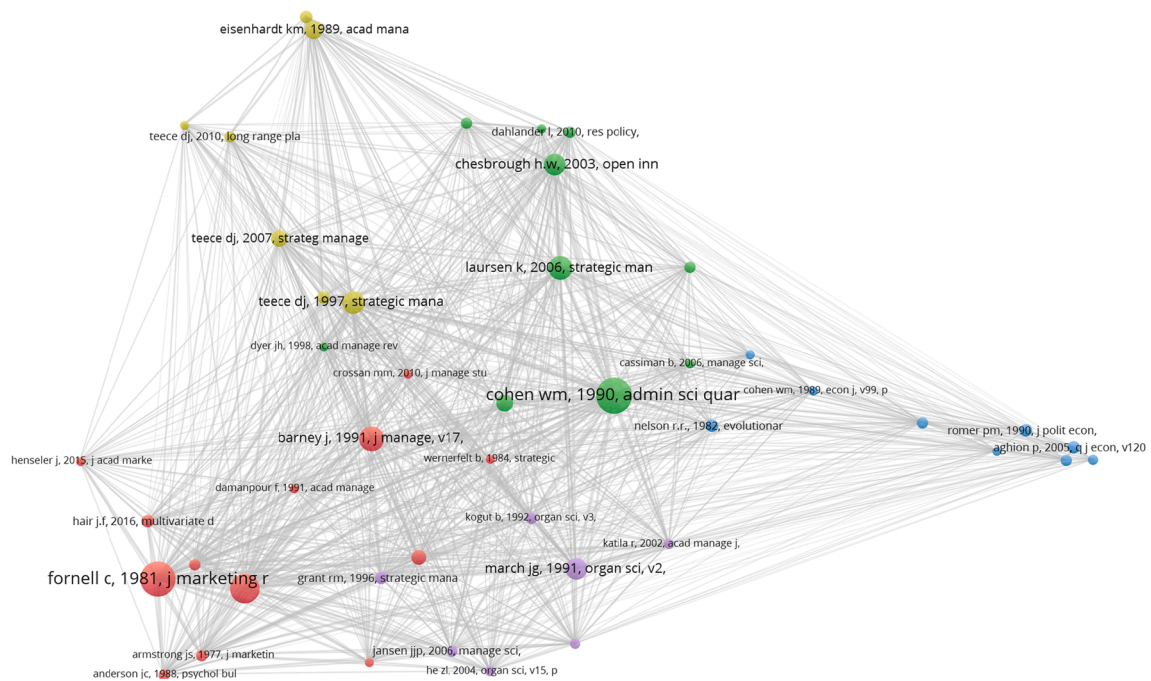 eisenhardt km, 1989, acad mana
dahlander l, 2010, res policy,
teece dj, 2010, long range pla
chesbrough h.w, 2003, open inn
teece dj, 2007, strateg manage
laursen k, 2006, strategic man
teece dj, 1997, strategic mana
dyer jh, 1998, acad manage rev
cassiman b, 2006, manage sci,
crossan mm, 2010, j manage stu
cohen wm, 1989, econ j, v99, p
cohen wm, 1990, admin sci quar
nelson r.r., 1982, evolutionar
romer pm, 1990, j polit econ,
barney j, 1991, j manage, v17,
aghion p, 2005, q j econ, v120
wernerfelt b, 1984, strategic
henseler j, 2015, j acad marke
damanpour f, 1991, acad manage
kogut b, 1992, organ sci, v3,
hair j.f, 2016, multivariate d
katila r, 2002, acad manage j,
march jg, 1991, organ sci, v2,
fornell c, 1981, j marketing r
grant rm, 1996, strategic mana
jansen jjp, 2006, manage sci,
armstrong js, 1977, j marketin
he zl, 2004, organ sci, v15, p
anderson jc, 1988, psychol bul